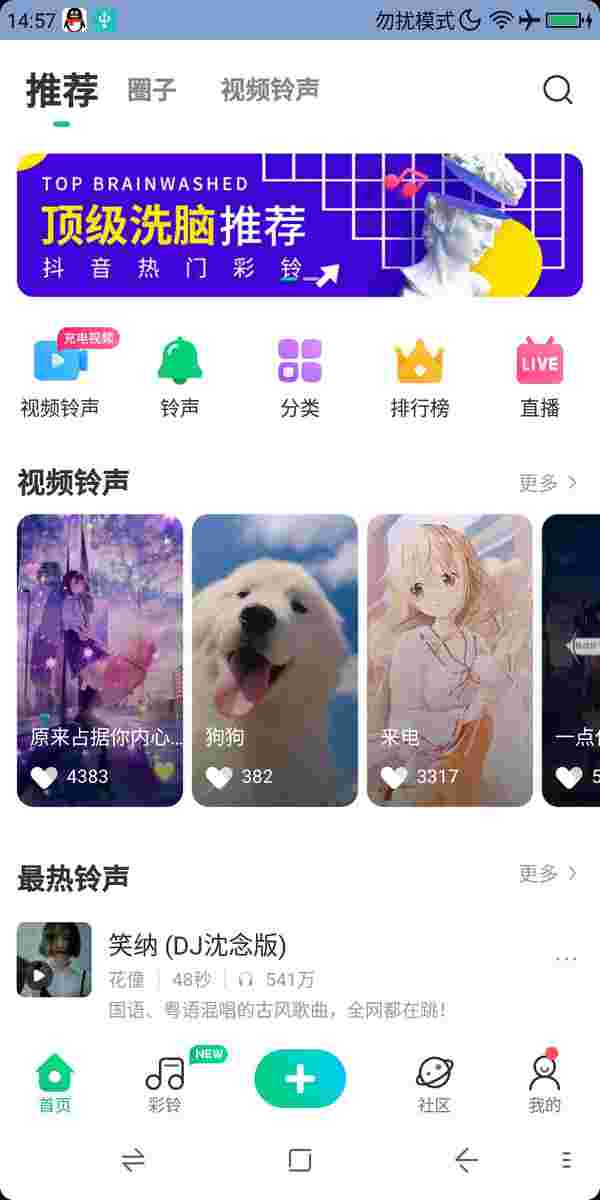 14:57
勿扰模式
推荐
圈子
视频铃声
TOP BRAINWASHED
顶级洗脑推荐
抖音热门彩铃
充电视频
LIVE
视频铃声
铃声
分类
排行榜
直播
视频铃声
更多
原来占据你内心...
4383
狗狗
382
来电
3317
一点
5
最热铃声
更多
笑纳 (DJ沈念版)
花僮
48秒
541万
国语、粤语混唱的古风歌曲，全网都在跳！
NEW
首页
彩铃
社区
我的